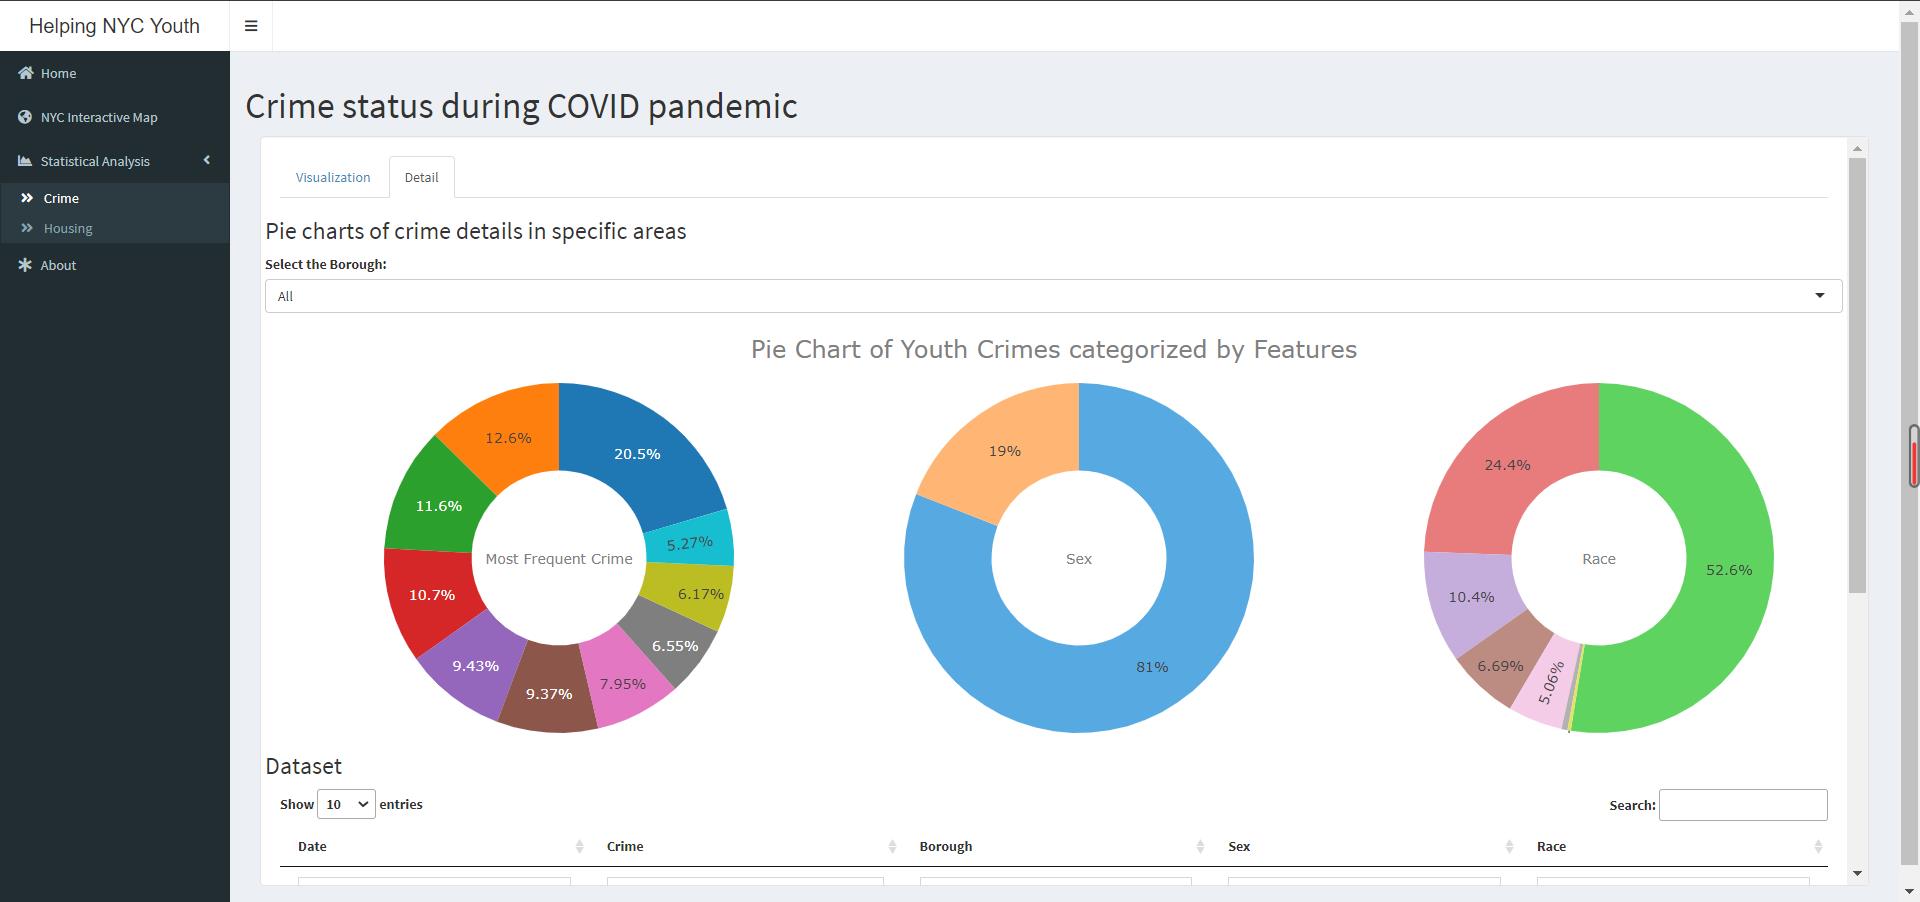 Helping NYC Youth
Home
NYC Interactive Map
Statistical Analysis
Crime
Housing
About
Crime status during COVID pandemic
Visualization
Detail
Pie charts of crime details in specific areas
Select the Borough:
All
Pie Chart of Youth Crimes categorized by Features
Most Frequent Crime
20.5%
5.27%
6.17%
6.55%
7.95%
9.37%
9.43%
10.7%
11.6%
12.6%
Sex
19%
81%
Race
24.4%
52.6%
10.4%
6.69%
5.06%
Dataset
Show 10 entries
Search:
Date Crime Borough Sex Race